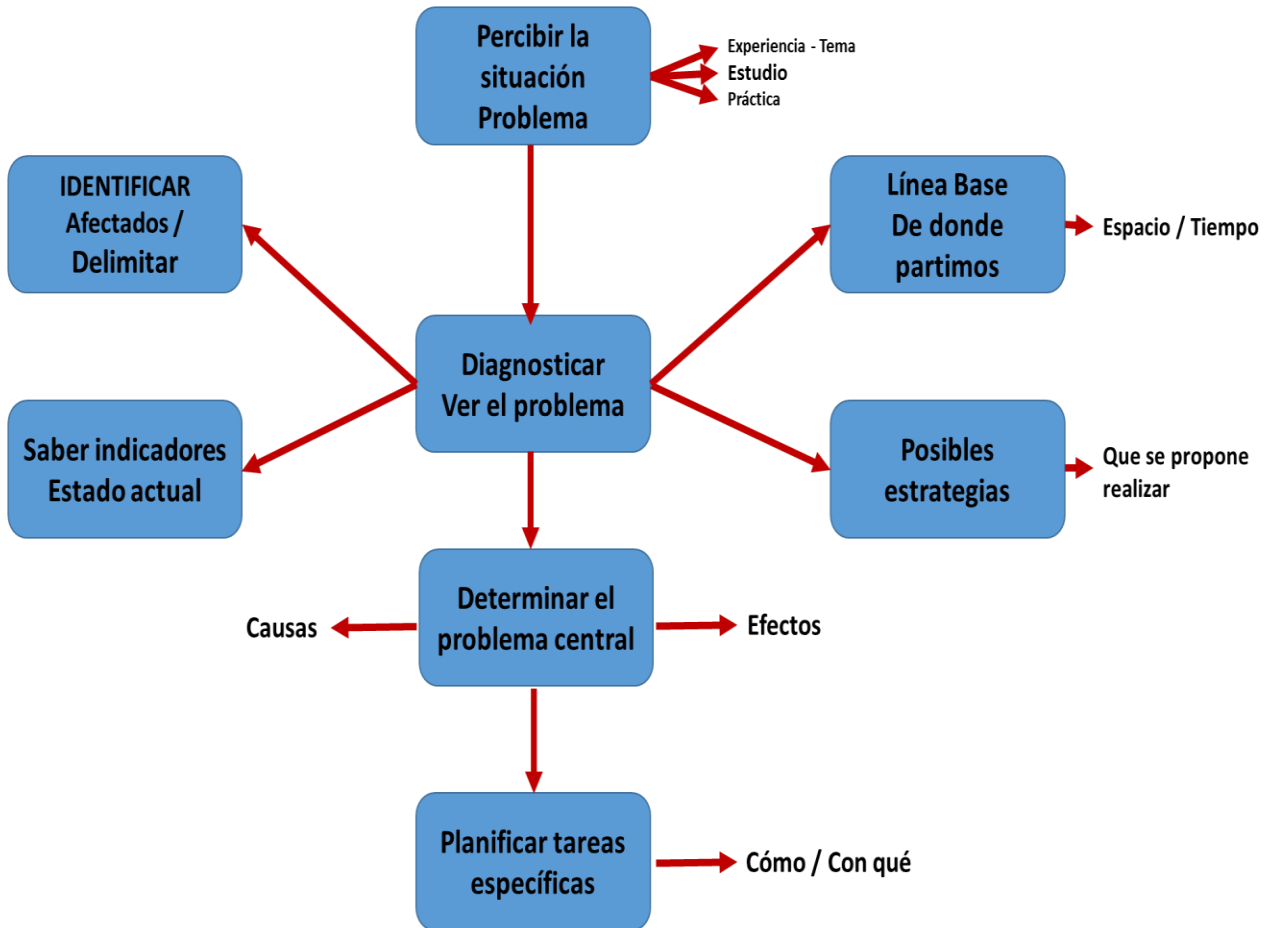 Percibir la
situación
Problema
Experiencia - Tema
Estudio
Práctica
IDENTIFICAR
Afectados /
Delimitar
Línea Base
De donde
partimos
Espacio / Tiempo
Diagnosticar
Ver el problema
Saber indicadores
Estado actual
Posibles
estrategias
Que se propone
realizar
Determinar el
problema central
Causas
Efectos
Planificar tareas
específicas
Cómo / Con qué